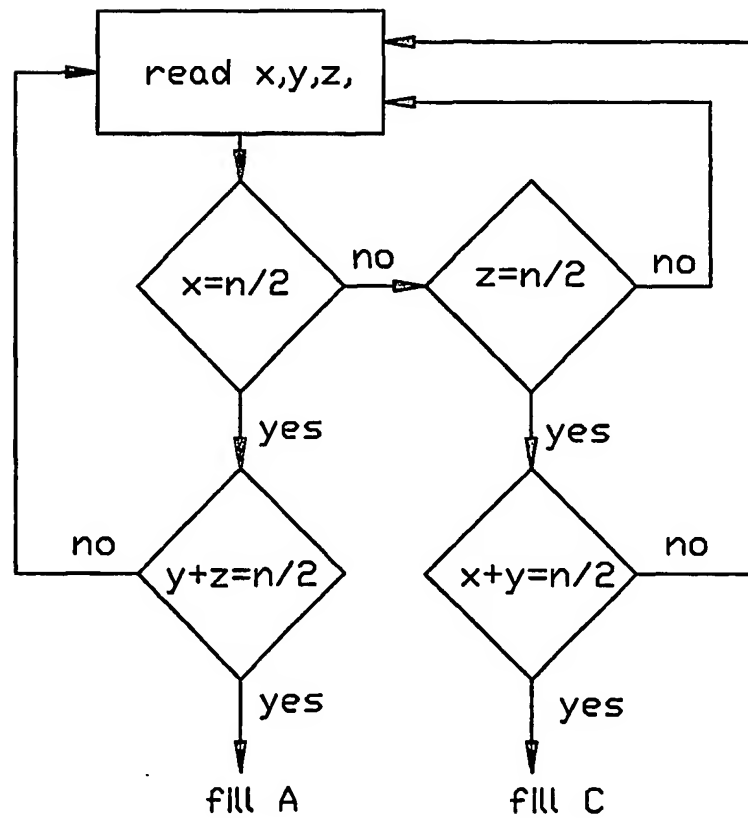 read x,y,z,
x=n/2
no
z=n/2
no
yes
yes
no
y+z=n/2
x+y=n/2
no
yes
yes
fill A
fill C